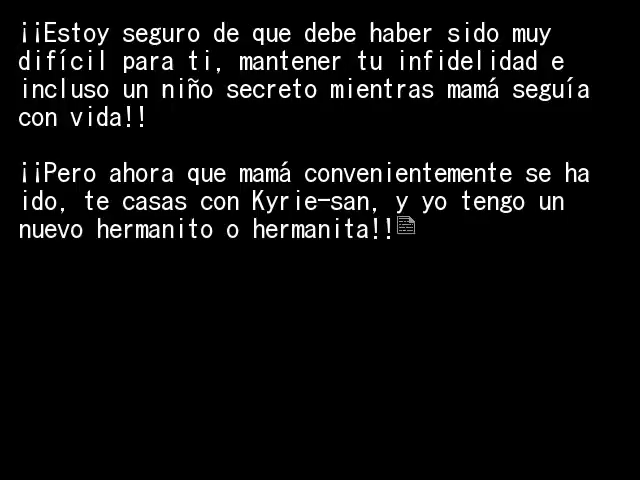 ¡¡Estoy seguro de que debe haber sido muy
difícil para ti, mantener tu infidelidad e
incluso un niño secreto mientras mamá seguía
con vida!!
¡¡Pero ahora que mamá convenientemente se ha
ido, te casas con Kyrie-san, y yo tengo un
nuevo hermanito o hermanita!!